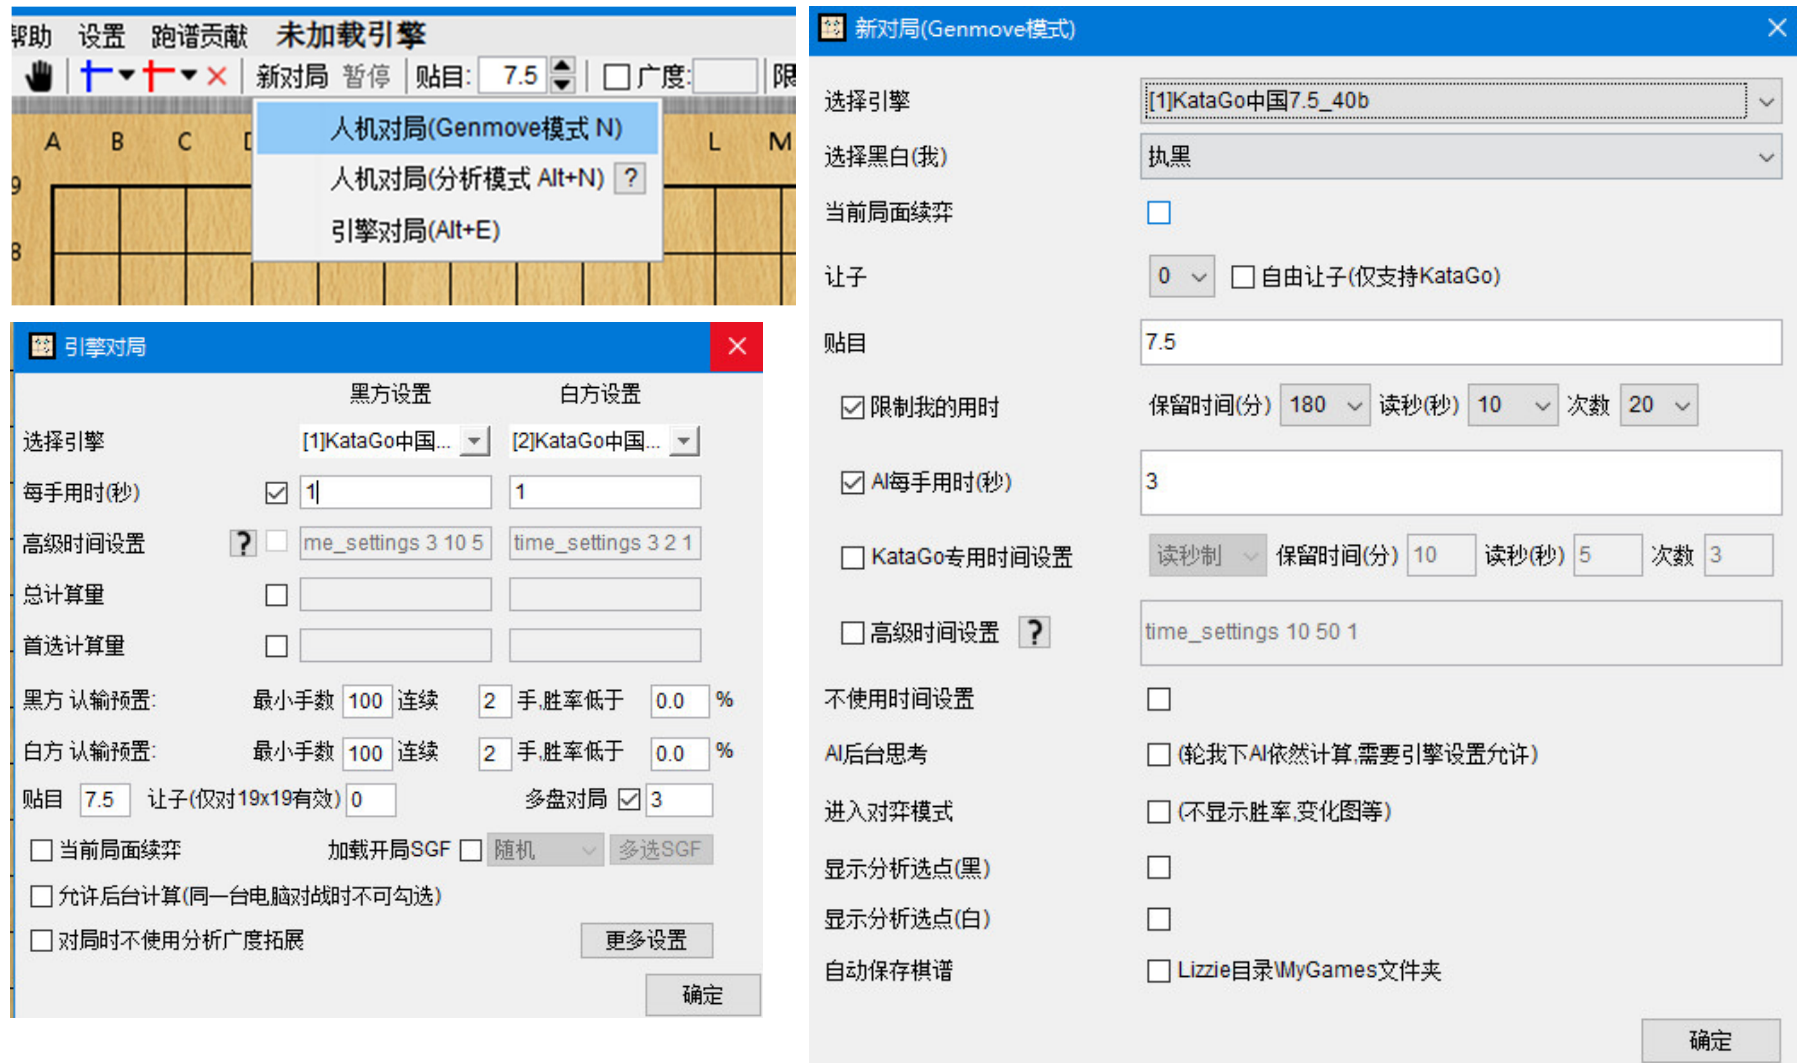 帮助 设置 跑谱贡献 未加载引擎
新对局 暂停 贴目: 7.5 广度: 限
人机对局(Genmove模式 N)
A B C
L M
人机对局(分析模式 Alt+N) ?
9
引擎对局(Alt+E)
8
引擎对局
黑方设置 白方设置
选择引擎 [1]KataGo中国... [2]KataGo中国...
每手用时(秒) 1 1
高级时间设置 ? me_settings 3 10 5 time_settings 3 2 1
总计算量
首选计算量
黑方 认输预置: 最小手数 100 连续 2 手,胜率低于 0.0 %
白方 认输预置: 最小手数 100 连续 2 手,胜率低于 0.0 %
贴目 7.5 让子(仅对19x19有效) 0 多盘对局 3
当前局面续弈 加载开局SGF 随机 多选SGF
允许后台计算(同一台电脑对战时不可勾选)
对局时不使用分析广度拓展 更多设置
确定
新对局(Genmove模式)
选择引擎 [1]KataGo中国7.5_40b
选择黑白(我) 执黑
当前局面续弈
让子 0 自由让子(仅支持KataGo)
贴目 7.5
限制我的用时 保留时间(分) 180 读秒(秒) 10 次数 20
AI每手用时(秒) 3
KataGo专用时间设置 读秒制 保留时间(分) 10 读秒(秒) 5 次数 3
高级时间设置 ? time_settings 10 50 1
不使用时间设置
AI后台思考 (轮我下AI依然计算,需要引擎设置允许)
进入对弈模式 (不显示胜率,变化图等)
显示分析选点(黑)
显示分析选点(白)
自动保存棋谱 Lizzie目录\MyGames文件夹
确定